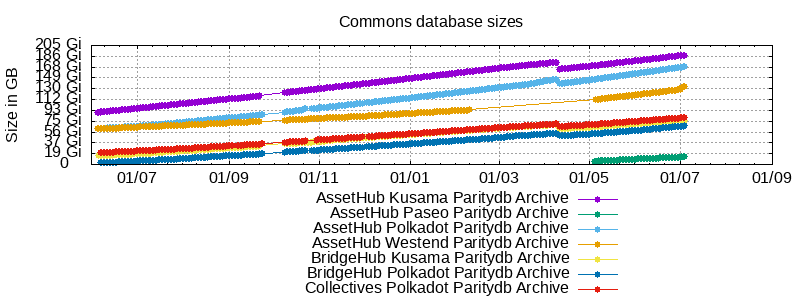 Commons database sizes
Size in GB
205 Gi
186 Gi
168 Gi
149 Gi
130 Gi
112 Gi
93 Gi
75 Gi
56 Gi
37 Gi
19 Gi
0
01/07 01/09 01/11 01/01 01/03 01/05 01/07 01/09
AssetHub Kusama Paritydb Archive
AssetHub Paseo Paritydb Archive
AssetHub Polkadot Paritydb Archive
AssetHub Westend Paritydb Archive
BridgeHub Kusama Paritydb Archive
BridgeHub Polkadot Paritydb Archive
Collectives Polkadot Paritydb Archive